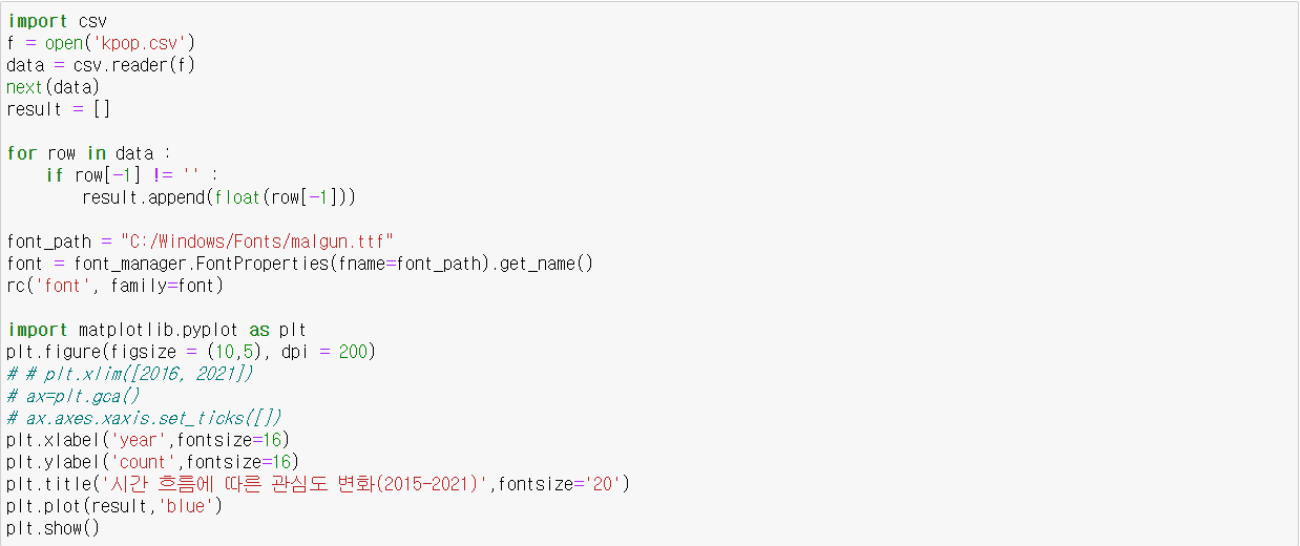 import csv
f = open('kpop.csv')
data = csv.reader(f)
next(data)
result = []
for row in data :
    if row[-1] != '' :
        result.append(float(row[-1]))
font_path = "C:/Windows/Fonts/malgun.ttf"
font = font_manager.FontProperties(fname=font_path).get_name()
rc('font', family=font)
import matplotlib.pyplot as plt
plt.figure(figsize = (10,5), dpi = 200)
# # plt.xlim([2016, 2021])
# ax=plt.gca()
# ax.axes.xaxis.set_ticks([])
plt.xlabel('year',fontsize=16)
plt.ylabel('count',fontsize=16)
plt.title('시간 흐름에 따른 관심도 변화(2015-2021)',fontsize='20')
plt.plot(result,'blue')
plt.show()